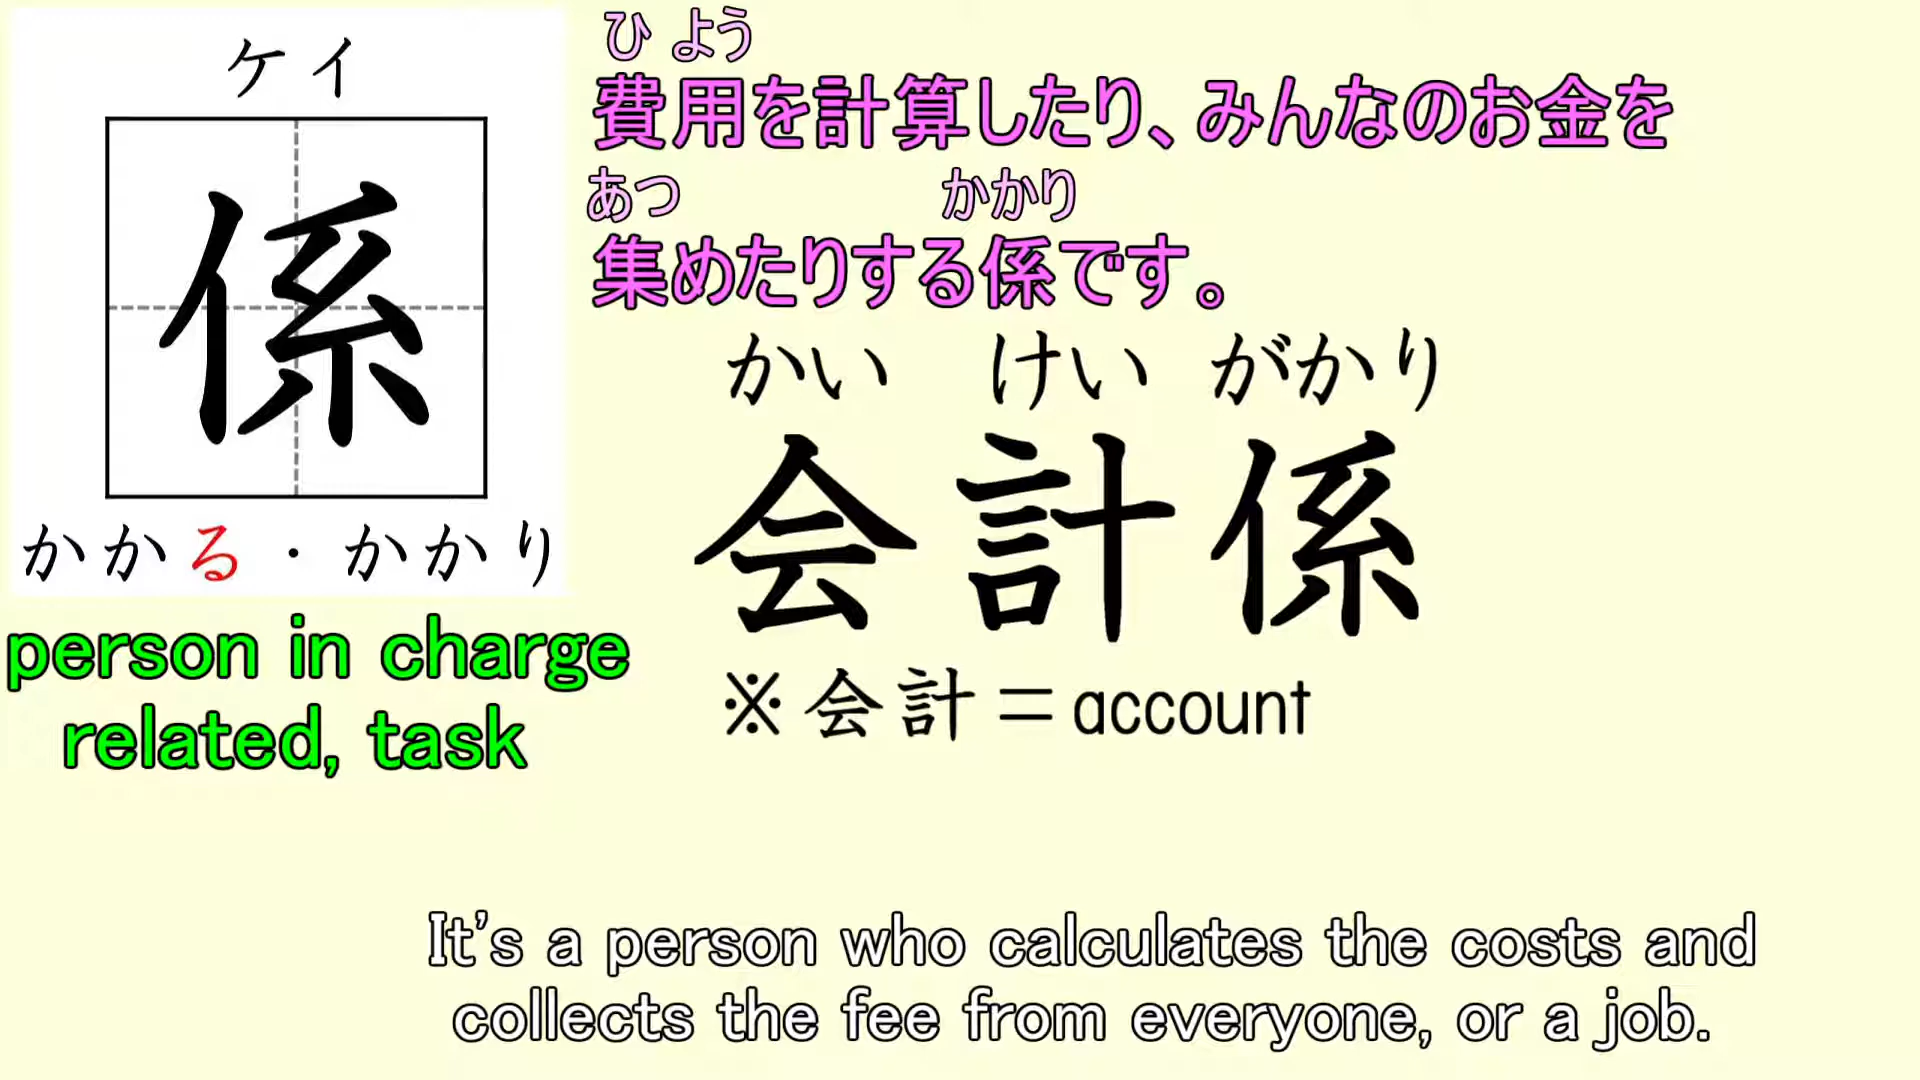 ケイ
係
かかる・かかり
person in charge
related, task
ひよう
費用を計算したり、みんなのお金を
あつ かかり
集めたりする係です。
かい けい がかり
会計係
※会計＝account
It's a person who calculates the costs and
collects the fee from everyone, or a job.